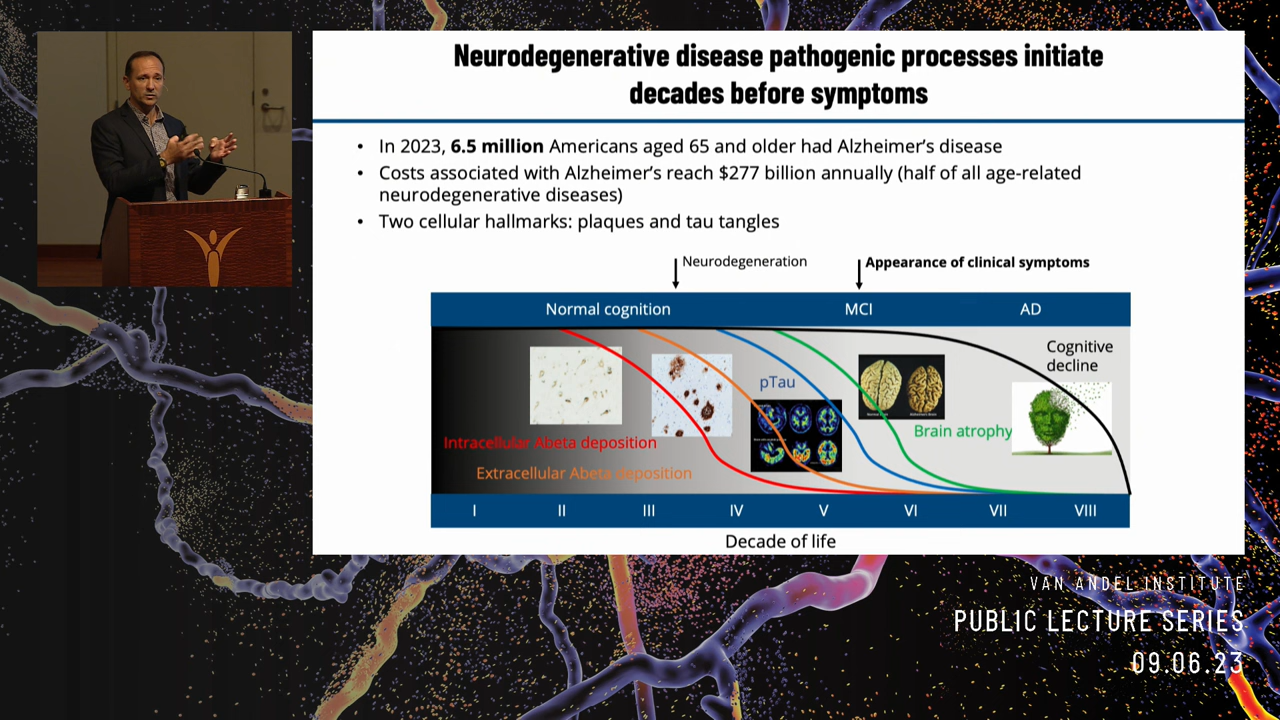 Neurodegenerative disease pathogenic processes initiate
decades before symptoms
• In 2023, 6.5 million Americans aged 65 and older had Alzheimer's disease
• Costs associated with Alzheimer's reach $277 billion annually (half of all age-related
neurodegenerative diseases)
• Two cellular hallmarks: plaques and tau tangles
Neurodegeneration
Appearance of clinical symptoms
Normal cognition
MCI
AD
Cognitive
decline
pTau
Brain atrophy
Intracellular Abeta deposition
Extracellular Abeta deposition
I II III IV V VI VII VIII
Decade of life
VAN ANDEL INSTITUTE
PUBLIC LECTURE SERIES
09.06.23